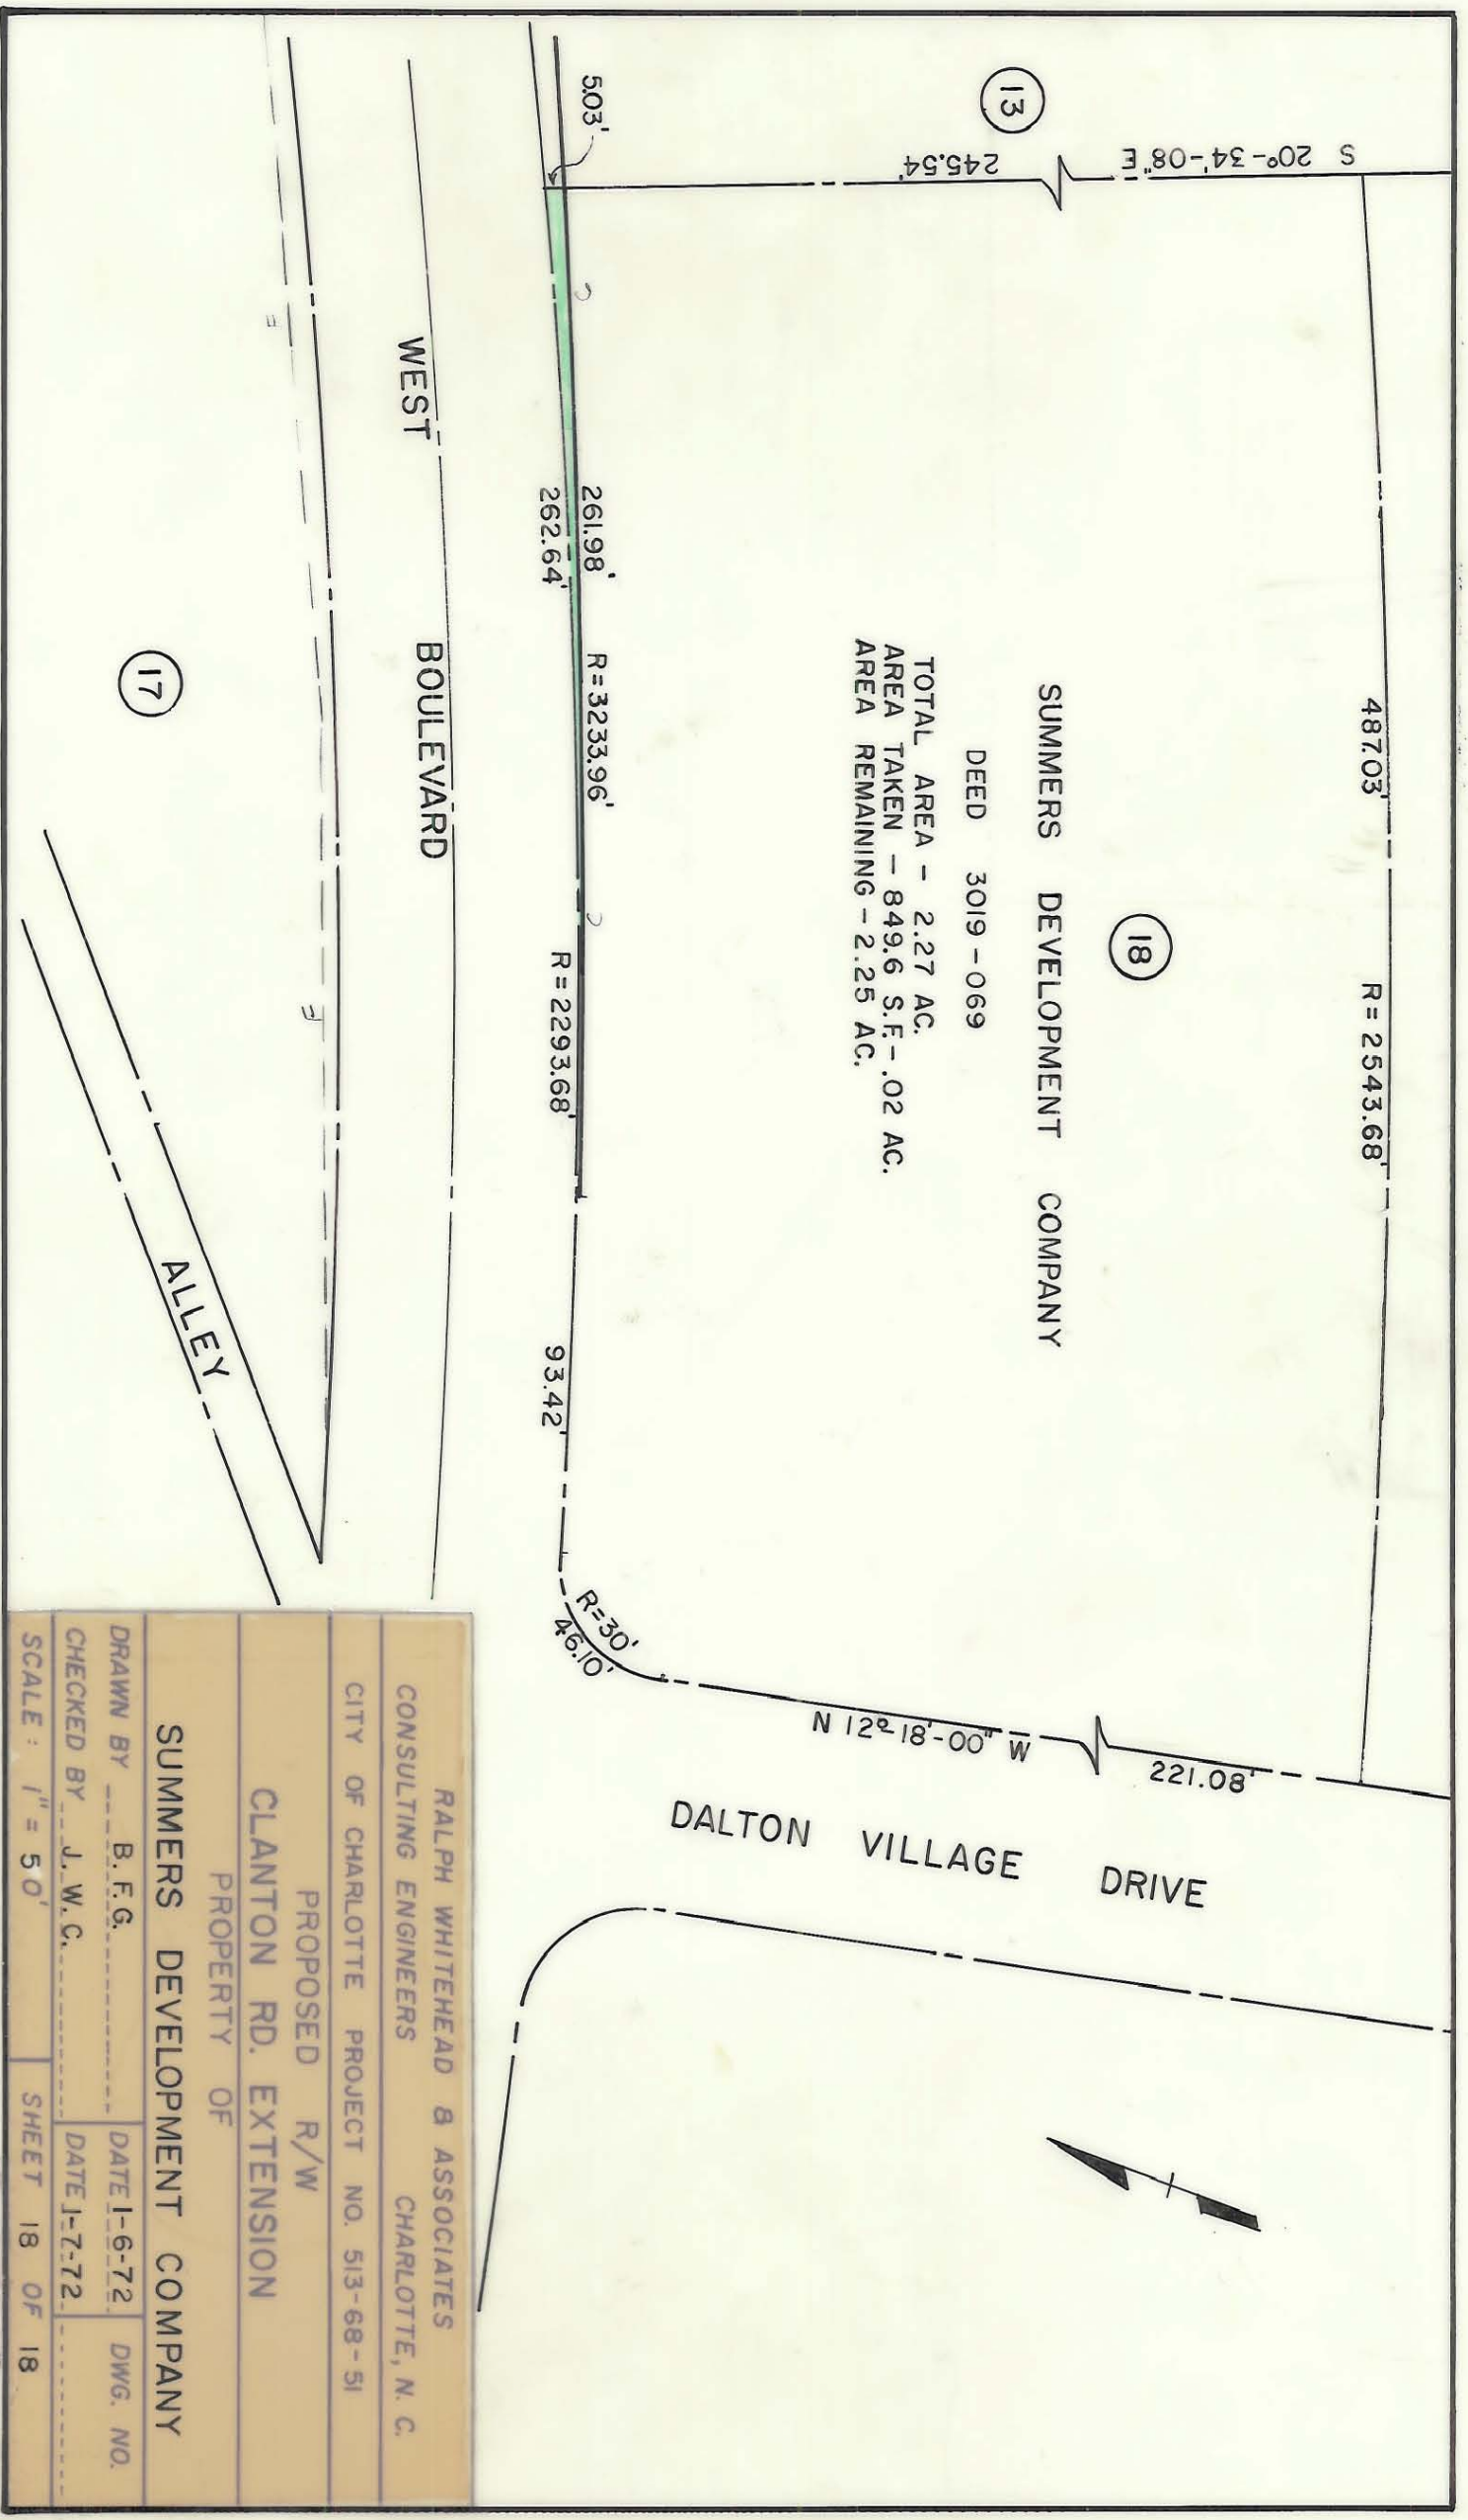 487.03' R = 2543.68'
S 20°-34'-08" E
245.54'
13
18
SUMMERS DEVELOPMENT COMPANY
DEED 3019-069
TOTAL AREA - 2.27 AC.
AREA TAKEN - 849.6 S.F. - .02 AC.
AREA REMAINING - 2.25 AC.
221.08'
N 12°-18'-00" W
DALTON VILLAGE DRIVE
5.03'
261.98' R=3233.96'
262.64'
R=2293.68'
93.42'
R=30'
46.10'
WEST BOULEVARD
17
ALLEY
RALPH WHITEHEAD & ASSOCIATES
CONSULTING ENGINEERS CHARLOTTE, N. C.
CITY OF CHARLOTTE PROJECT NO. 513-68-51
PROPOSED R/W
CLANTON RD. EXTENSION
PROPERTY OF
SUMMERS DEVELOPMENT COMPANY
DRAWN BY B.F.G. DATE 1-6-72 DWG. NO.
CHECKED BY J.W.C. DATE 1-7-72
SCALE: 1" = 50' SHEET 18 OF 18